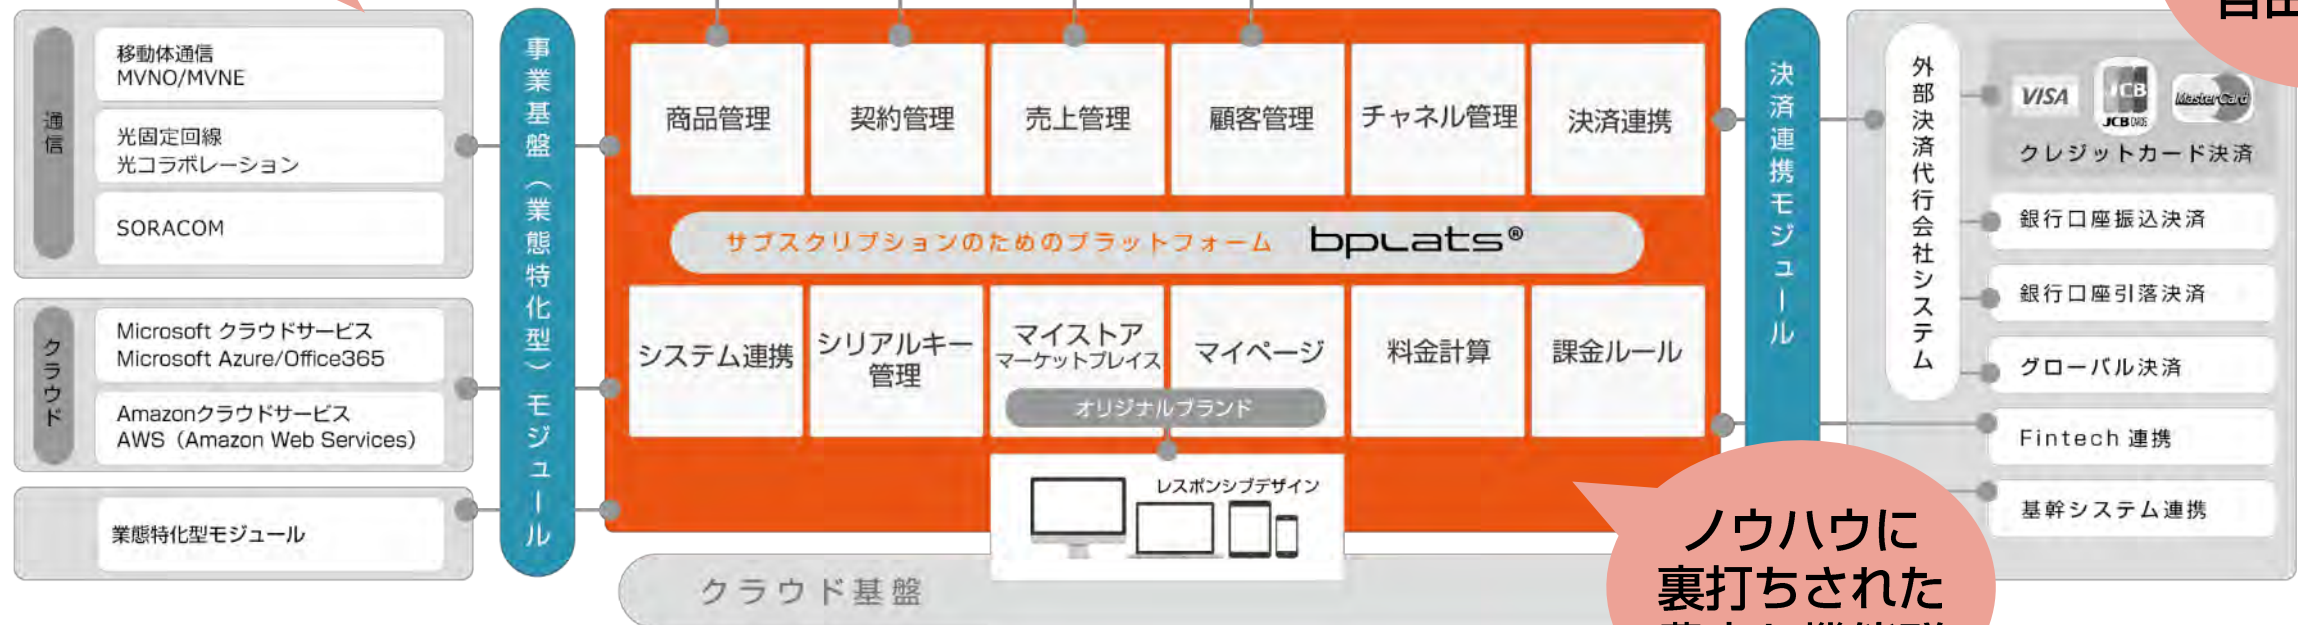 通信
移動体通信
MVNO/MVNE
光固定回線
光コラボレーション
SORACOM
クラウド
Microsoft クラウドサービス
Microsoft Azure/Office365
Amazonクラウドサービス
AWS（Amazon Web Services）
業態特化型モジュール
事業基盤（業態特化型）モジュール
商品管理
契約管理
売上管理
顧客管理
チャネル管理
決済連携
サブスクリプションのためのプラットフォーム bplats®
システム連携
シリアルキー
管理
マイストア
マーケットプレイス
マイページ
オリジナルブランド
料金計算
課金ルール
レスポンシブデザイン
クラウド基盤
決済連携モジュール
外部決済代行会社システム
VISA
JCB
JCB CARDS
MasterCard
クレジットカード決済
銀行口座振込決済
銀行口座引落決済
グローバル決済
Fintech 連携
基幹システム連携
ノウハウに
裏打ちされた